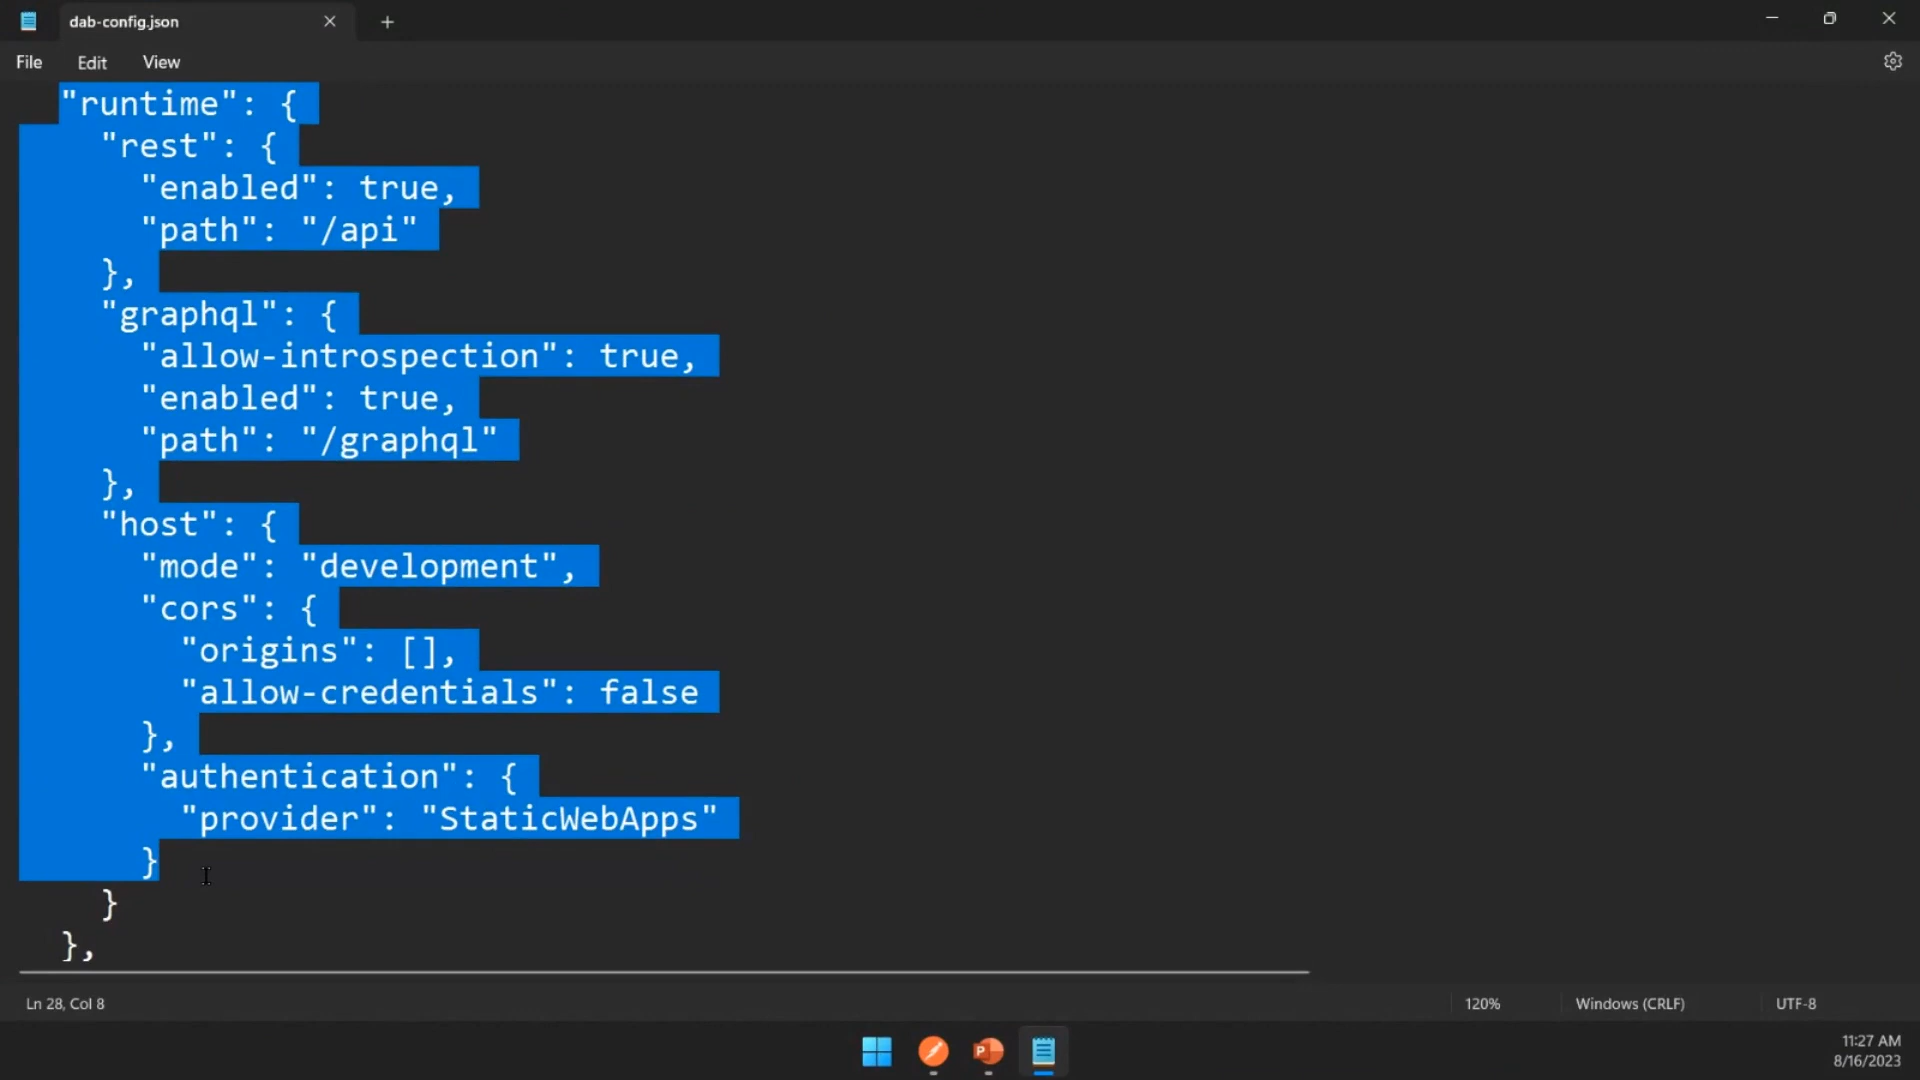 dab-config.json
File Edit View
"runtime": {
"rest": {
"enabled": true,
"path": "/api"
},
"graphql": {
"allow-introspection": true,
"enabled": true,
"path": "/graphql"
},
"host": {
"mode": "development",
"cors": {
"origins": [],
"allow-credentials": false
},
"authentication": {
"provider": "StaticWebApps"
}
}
},
Ln 28, Col 8 120% Windows (CRLF) UTF-8
P
11:27 AM
8/16/2023